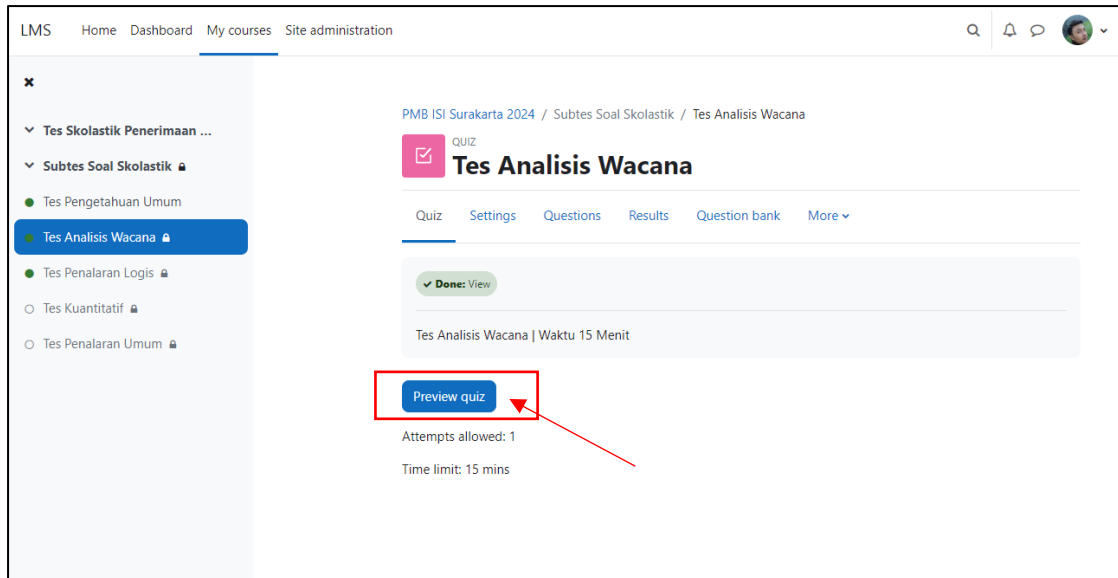 LMS Home Dashboard My courses Site administration
Tes Skolastik Penerimaan ...
Subtes Soal Skolastik
Tes Pengetahuan Umum
Tes Analisis Wacana
Tes Penalaran Logis
Tes Kuantitatif
Tes Penalaran Umum
PMB ISI Surakarta 2024 / Subtes Soal Skolastik / Tes Analisis Wacana
QUIZ
Tes Analisis Wacana
Quiz Settings Questions Results Question bank More
Done: View
Tes Analisis Wacana | Waktu 15 Menit
Preview quiz
Attempts allowed: 1
Time limit: 15 mins